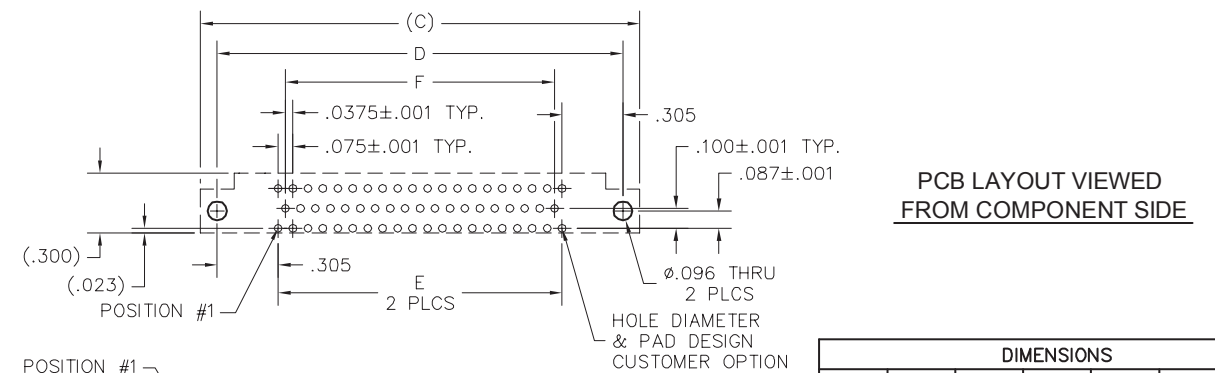 (C)
D
F
.0375±.001 TYP.
.305
.075±.001 TYP.
.100±.001 TYP.
.087±.001
PCB LAYOUT VIEWED
FROM COMPONENT SIDE
(.300)
(.023)
.305
POSITION #1
E
2 PLCS
ø.096 THRU
2 PLCS
HOLE DIAMETER
& PAD DESIGN
CUSTOMER OPTION
POSITION #1
DIMENSIONS